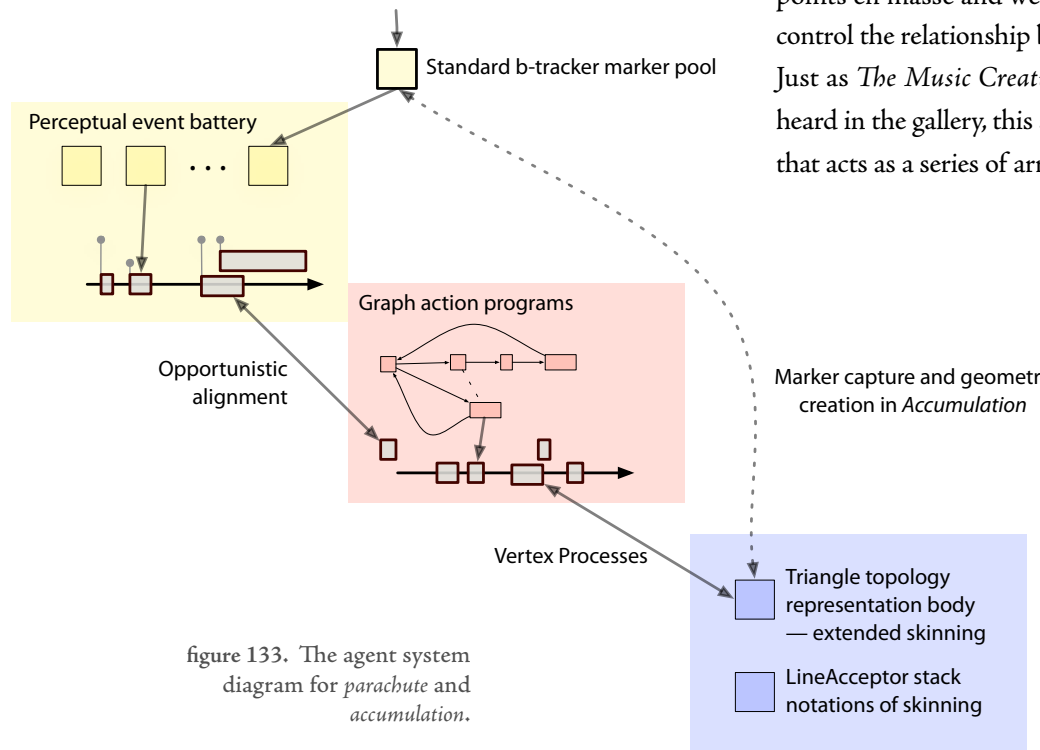 points en masse and we
control the relationship b
Just as The Music Creat
heard in the gallery, this
that acts as a series of arr
Standard b-tracker marker pool
Perceptual event battery
Graph action programs
Opportunistic
alignment
Marker capture and geometr
creation in Accumulation
Vertex Processes
Triangle topology
representation body
— extended skinning
LineAcceptor stack
notations of skinning
figure 133. The agent system
diagram for parachute and
accumulation.